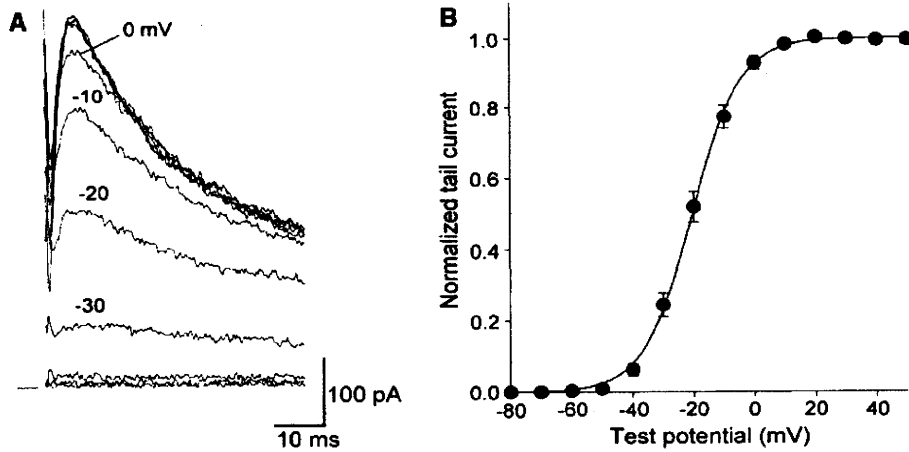 A
0 mV
-10
-20
-30
100 pA
10 ms
B
Normalized tail current
1.0
0.8
0.6
0.4
0.2
0.0
-80 -60 -40 -20 0 20 40
Test potential (mV)